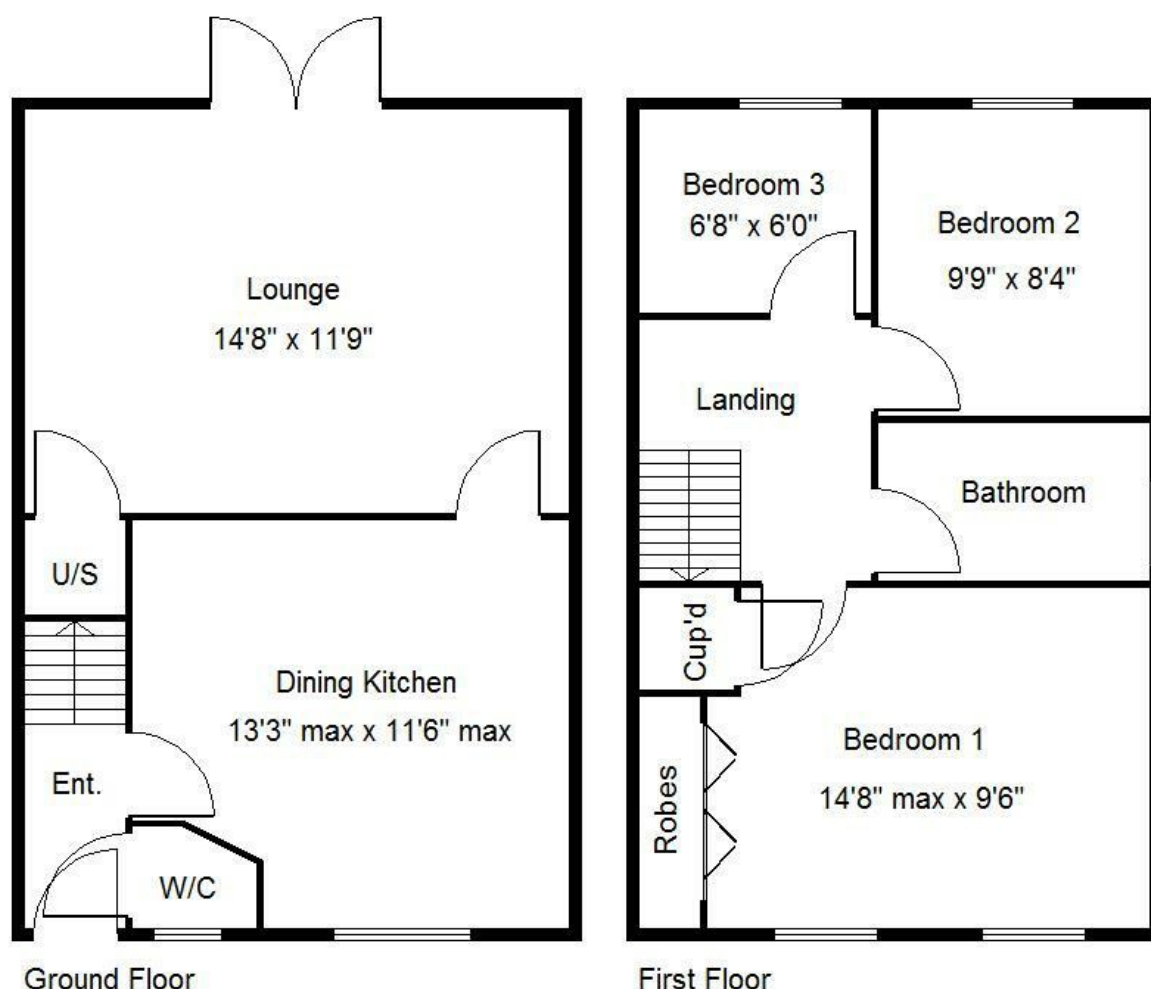 Lounge
14'8" x 11'9"
U/S
Dining Kitchen
13'3" max x 11'6" max
Ent.
W/C
Ground Floor
Bedroom 3
6'8" x 6'0"
Bedroom 2
9'9" x 8'4"
Landing
Bathroom
Cup'd
Bedroom 1
14'8" max x 9'6"
Robes
First Floor